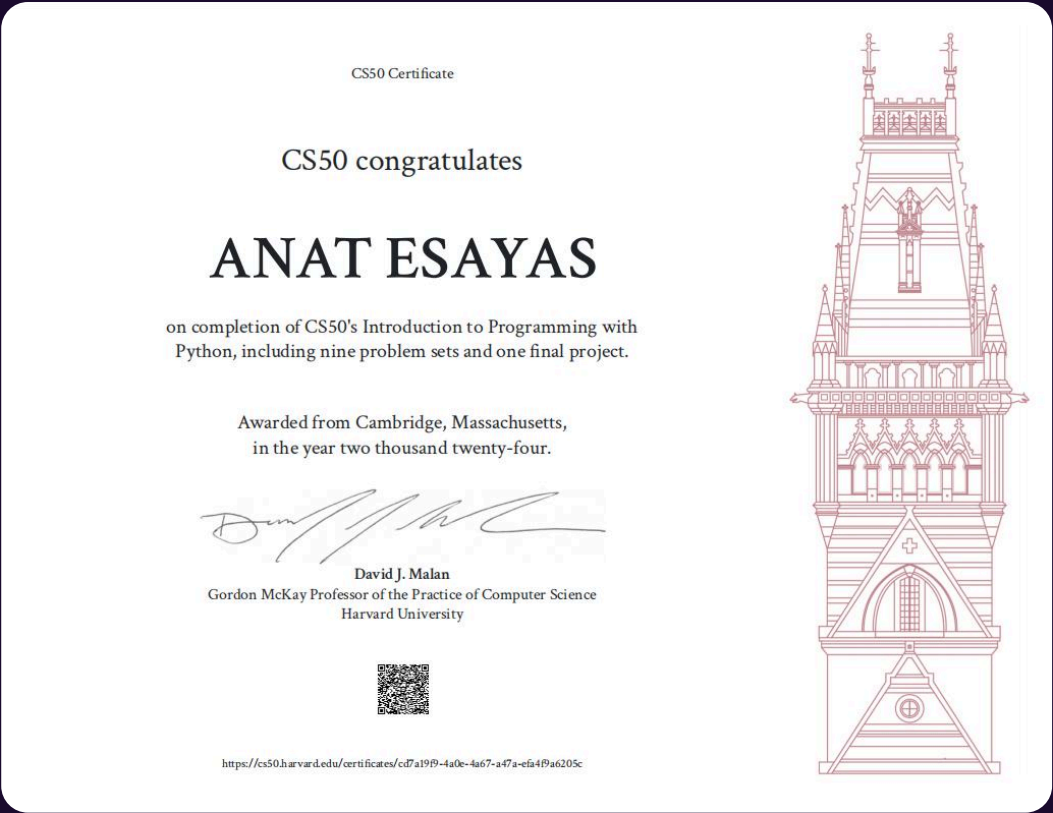 CS50 Certificate
CS50 congratulates
ANAT ESAYAS
on completion of CS50's Introduction to Programming with
Python, including nine problem sets and one final project.
Awarded from Cambridge, Massachusetts,
in the year two thousand twenty-four.
David J. Malan
Gordon McKay Professor of the Practice of Computer Science
Harvard University
https://cs50.harvard.edu/certificates/cd7a19f9-4a0e-4a67-a47a-efa4f9a6205c